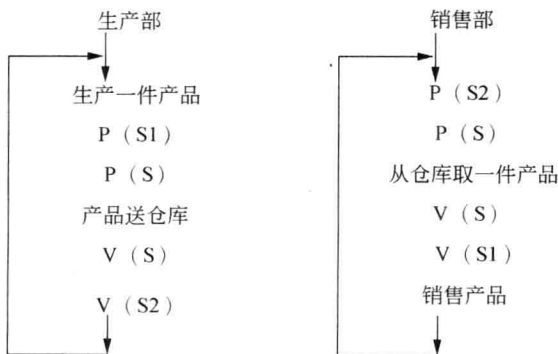 生产部
生产一件产品
P（S1）
P（S）
产品送仓库
V（S）
V（S2）
销售部
P（S2）
P（S）
从仓库取一件产品
V（S）
V（S1）
销售产品